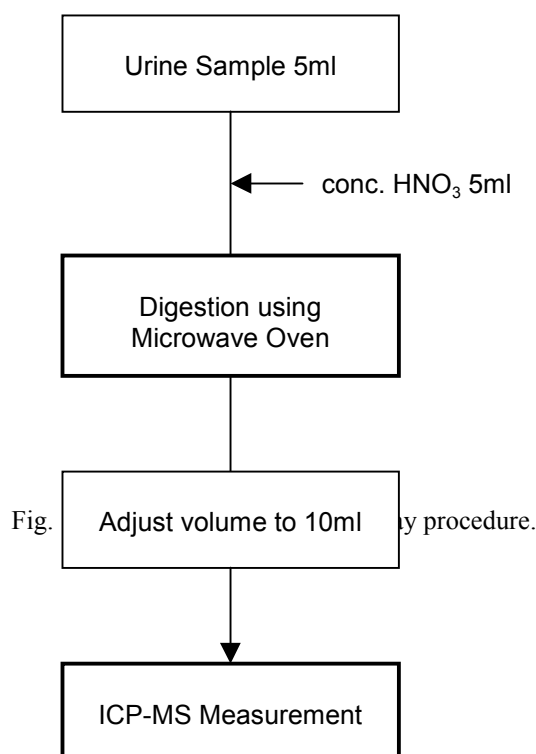 Urine Sample 5ml
conc. HNO₃ 5ml
Digestion using
Microwave Oven
Fig.
Adjust volume to 10ml
procedure.
ICP-MS Measurement